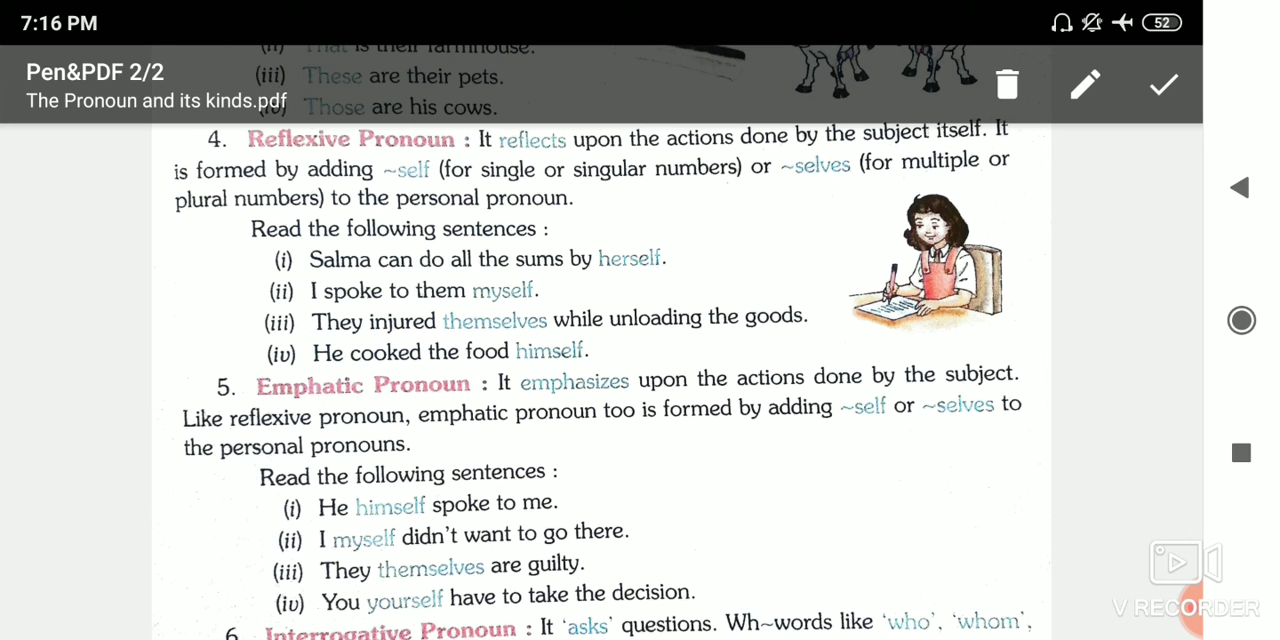 7:16 PM
52
(ii) That is their farmhouse.
Pen&PDF 2/2
(iii) These are their pets.
The Pronoun and its kinds.pdf
(iv) Those are his cows.
4. Reflexive Pronoun : It reflects upon the actions done by the subject itself. It
is formed by adding ~self (for single or singular numbers) or ~selves (for multiple or
plural numbers) to the personal pronoun.
Read the following sentences :
(i) Salma can do all the sums by herself.
(ii) I spoke to them myself.
(iii) They injured themselves while unloading the goods.
(iv) He cooked the food himself.
5. Emphatic Pronoun : It emphasizes upon the actions done by the subject.
Like reflexive pronoun, emphatic pronoun too is formed by adding ~self or ~selves to
the personal pronouns.
Read the following sentences :
(i) He himself spoke to me.
(ii) I myself didn't want to go there.
(iii) They themselves are guilty.
(iv) You yourself have to take the decision.
6. Interrogative Pronoun : It 'asks' questions. Wh~words like 'who', 'whom',
V RECORDER